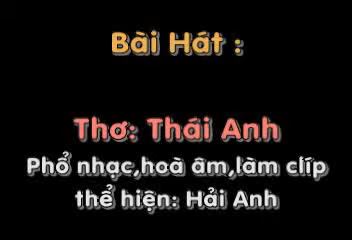 Bài Hát :
Thơ: Thái Anh
Phổ nhạc,hoà âm,làm clíp
thể hiện: Hải Anh